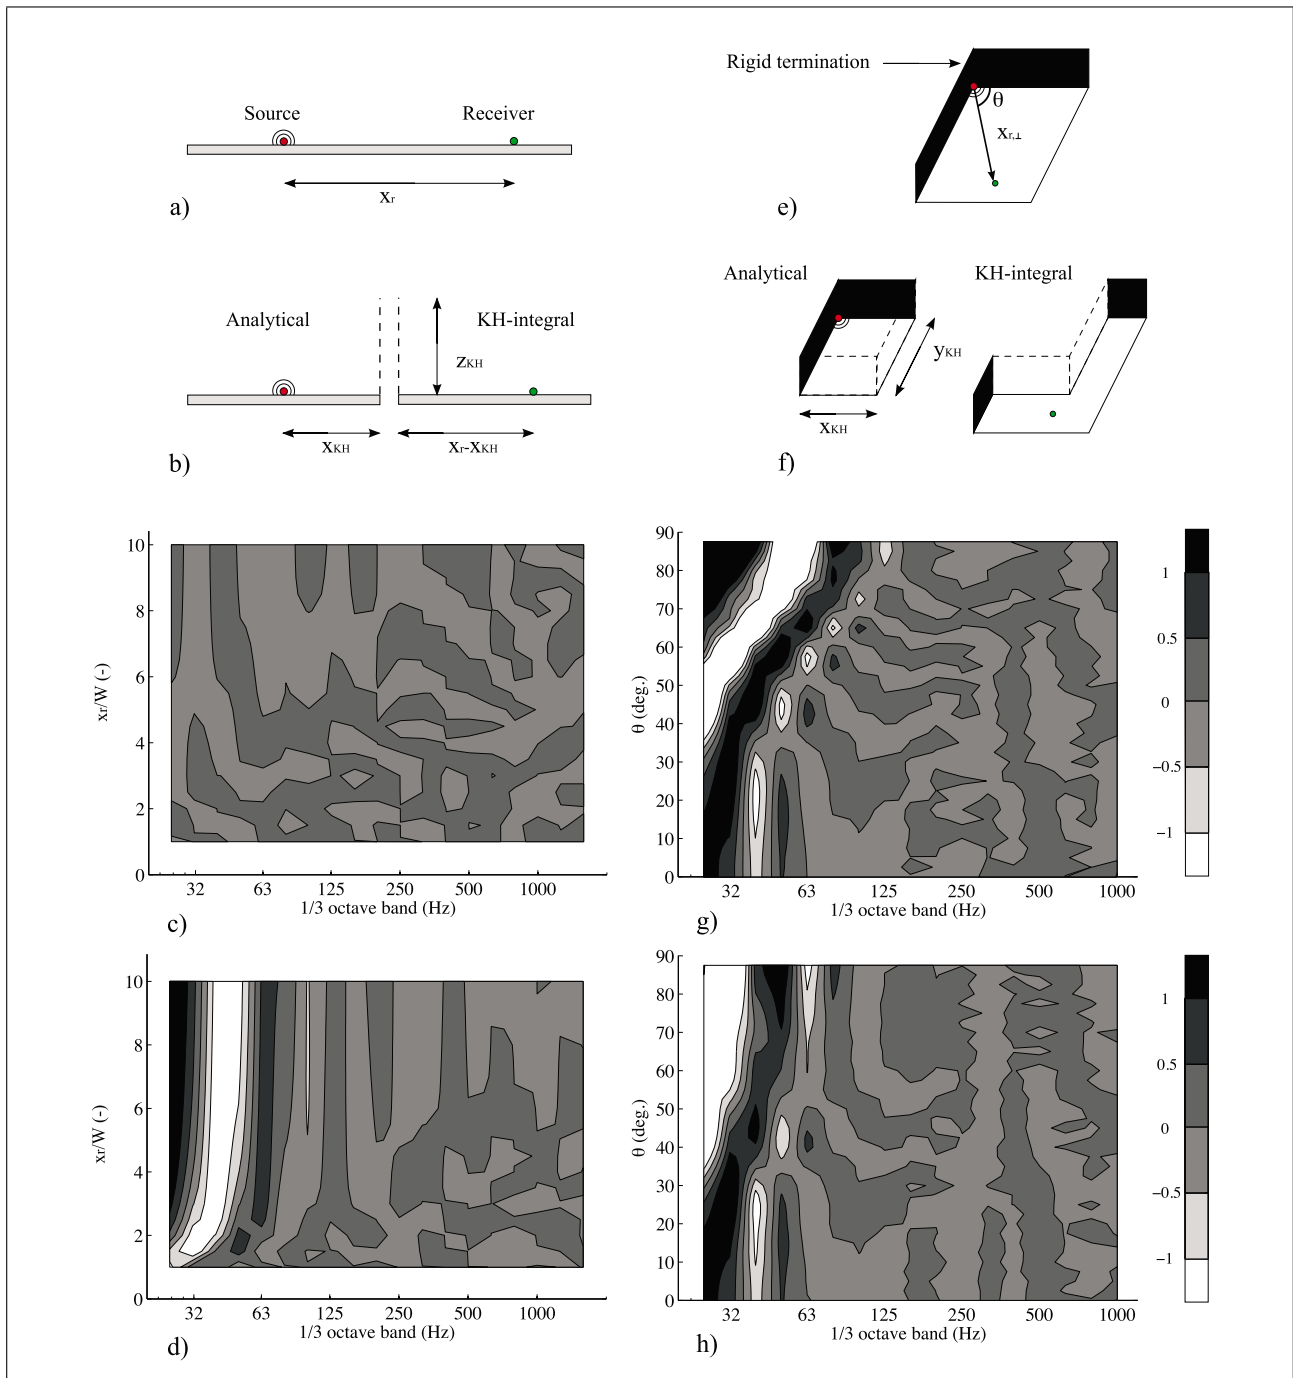 Source
Receiver
xr
a)
Rigid termination
θ
xr,⊥
e)
Analytical
KH-integral
zKH
xKH
xr-xKH
b)
Analytical
KH-integral
yKH
xKH
f)
10
8
6
4
2
0
xr/W (-)
32 63 125 250 500 1000
1/3 octave band (Hz)
c)
90
80
70
60
50
40
30
20
10
0
θ (deg.)
32 63 125 250 500 1000
1/3 octave band (Hz)
g)
1
0.5
0
−0.5
−1
10
8
6
4
2
0
xr/W (-)
32 63 125 250 500 1000
1/3 octave band (Hz)
d)
90
80
70
60
50
40
30
20
10
0
θ (deg.)
32 63 125 250 500 1000
1/3 octave band (Hz)
h)
1
0.5
0
−0.5
−1